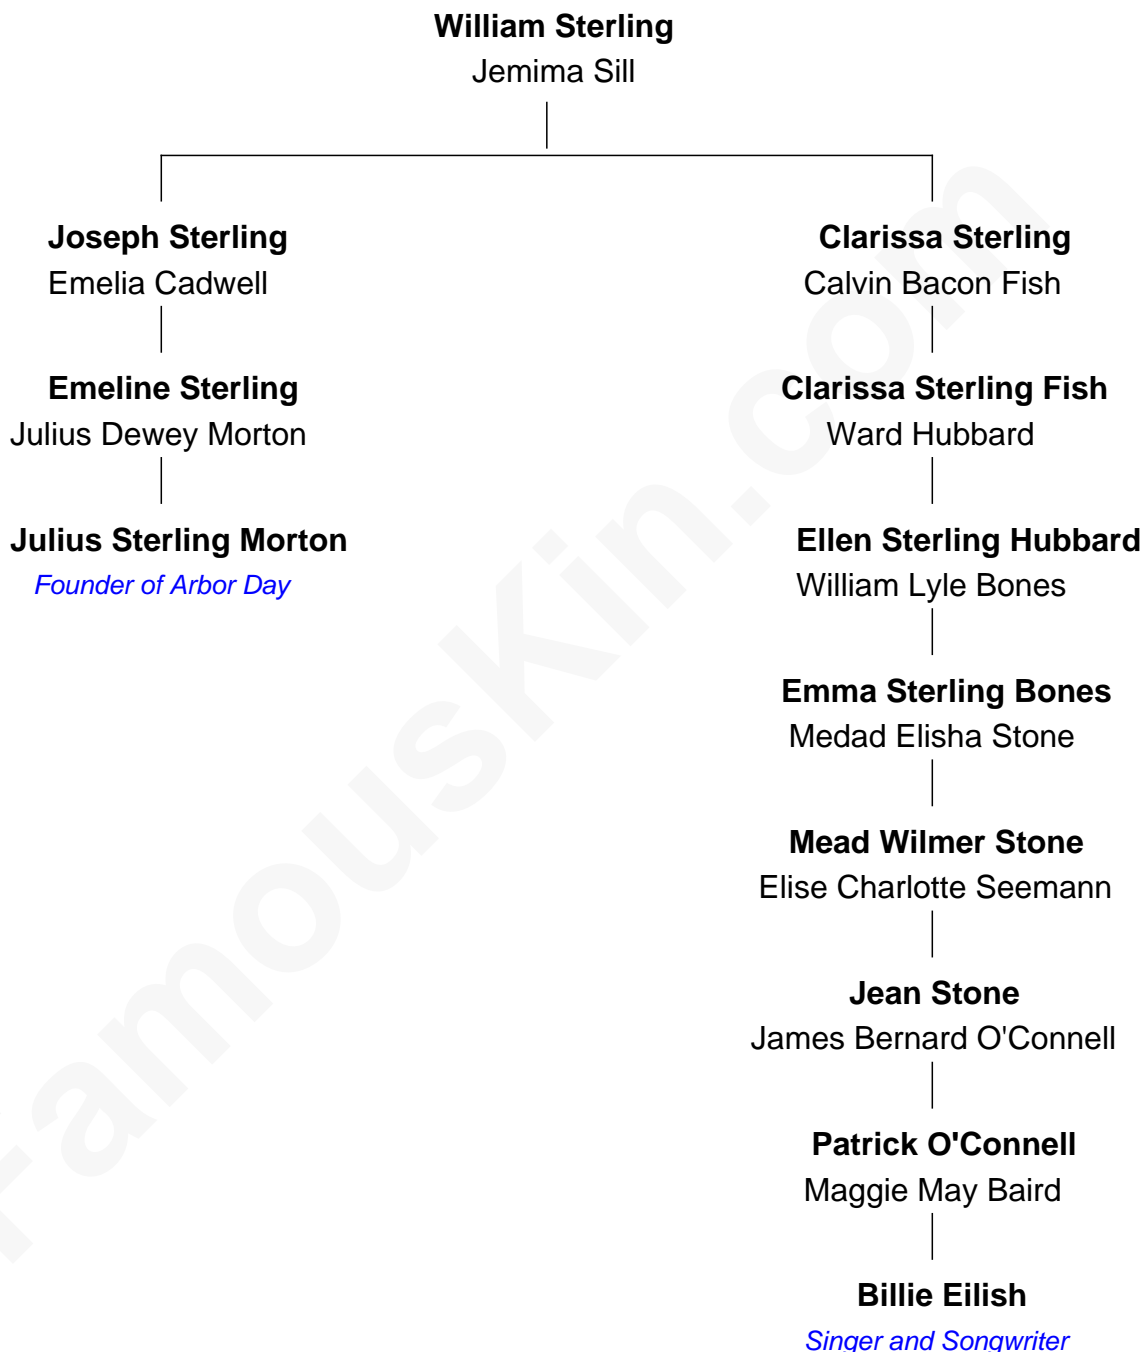 William Sterling
Jemima Sill
Joseph Sterling
Emelia Cadwell
Clarissa Sterling
Calvin Bacon Fish
Emeline Sterling
Julius Dewey Morton
Clarissa Sterling Fish
Ward Hubbard
Julius Sterling Morton
Founder of Arbor Day
Ellen Sterling Hubbard
William Lyle Bones
Emma Sterling Bones
Medad Elisha Stone
Mead Wilmer Stone
Elise Charlotte Seemann
Jean Stone
James Bernard O'Connell
Patrick O'Connell
Maggie May Baird
Billie Eilish
Singer and Songwriter
FamousKin.com